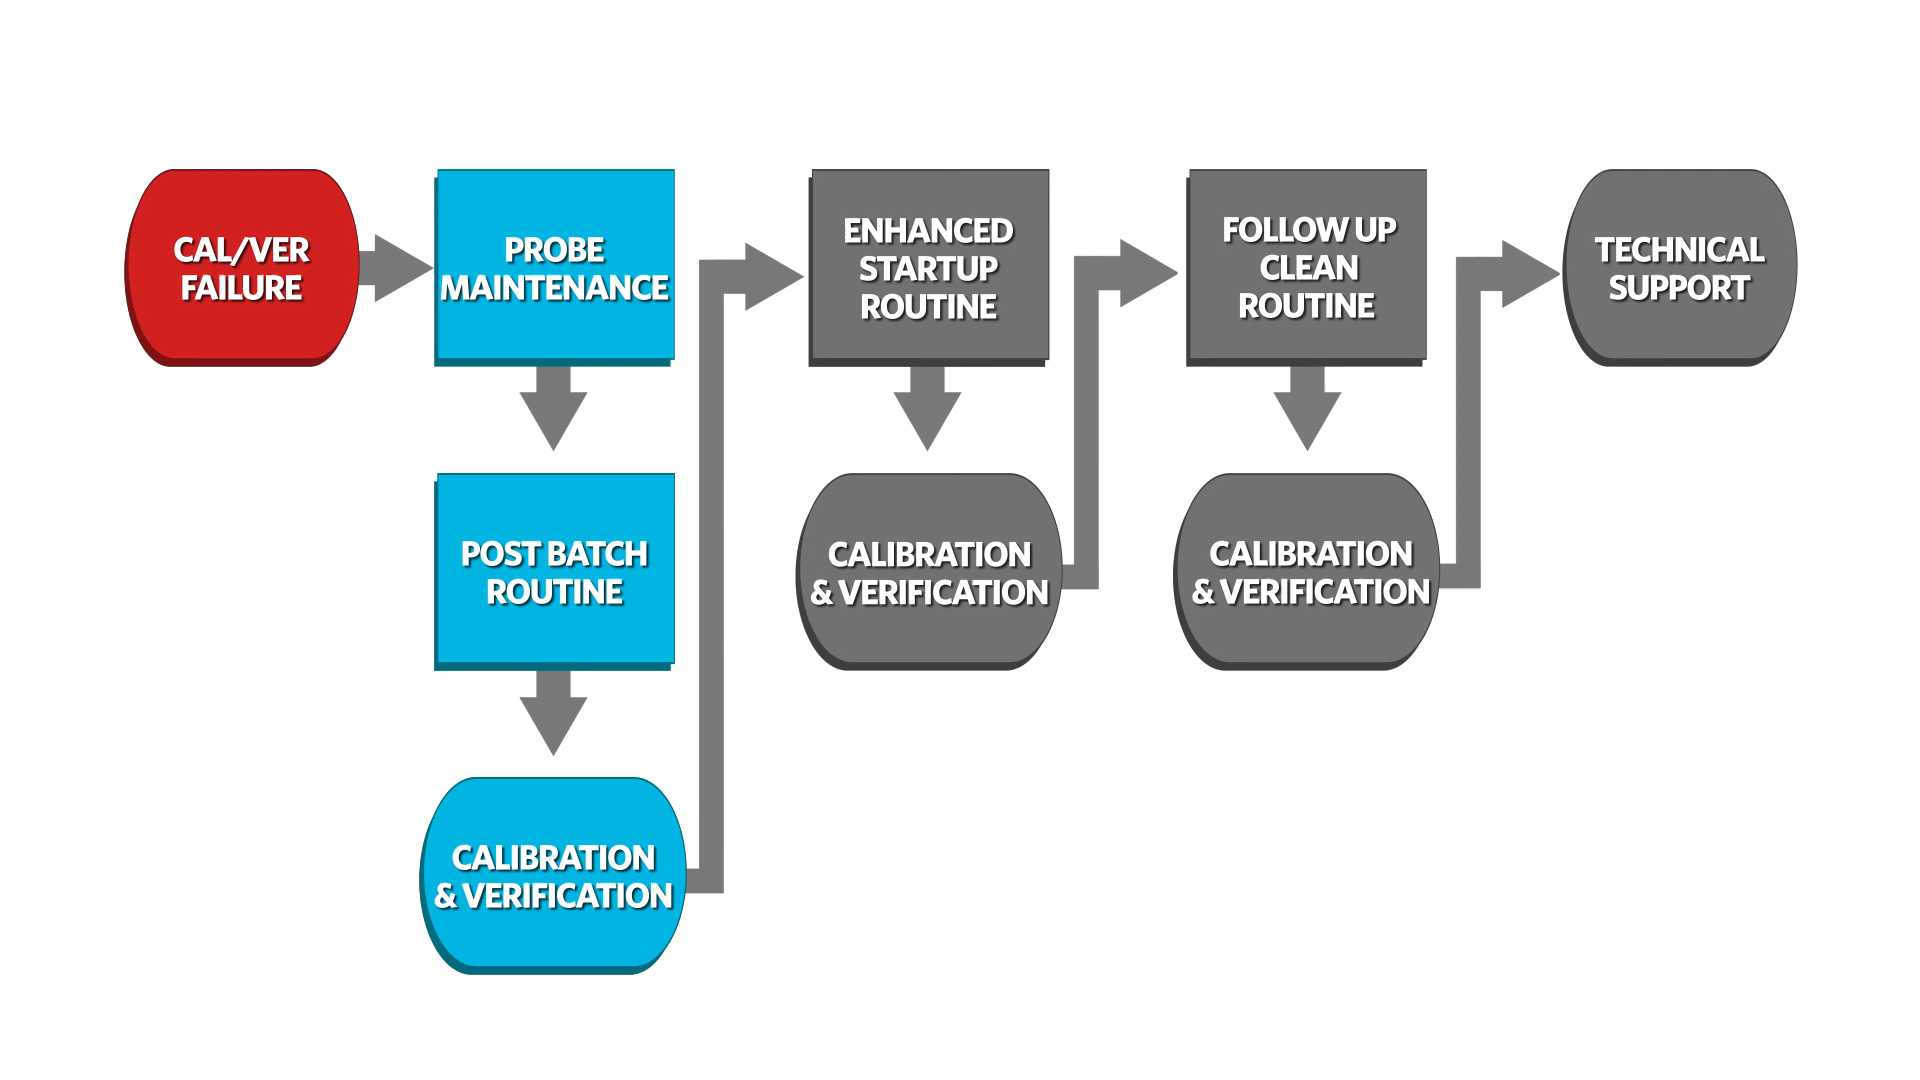 CAL/VER
FAILURE
PROBE
MAINTENANCE
POST BATCH
ROUTINE
CALIBRATION
& VERIFICATION
ENHANCED
STARTUP
ROUTINE
CALIBRATION
& VERIFICATION
FOLLOW UP
CLEAN
ROUTINE
CALIBRATION
& VERIFICATION
TECHNICAL
SUPPORT